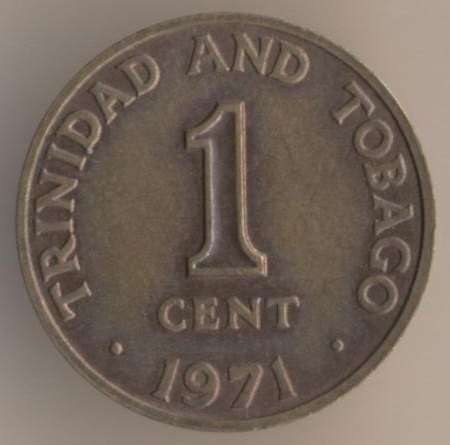 TRINIDAD AND TOBAGO
1
CENT
· 1971 ·